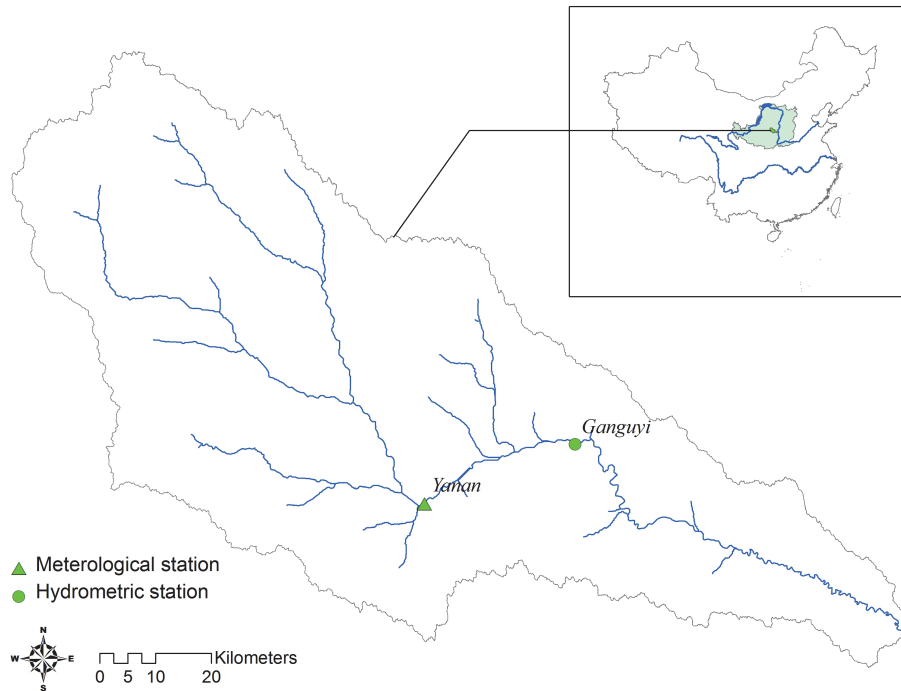 Ganguyi
Yanan
Meterological station
Hydrometric station
N
W E
S
Kilometers
0 5 10 20